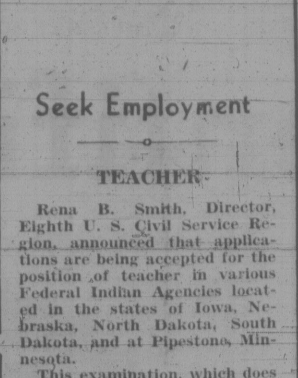 Seek Employment
TEACHER
Rena B. Smith, Director,
Eighth U. S. Civil Service Re-
gion, announced that applica-
tions are being accepted for the
position of teacher in various
Federal Indian Agencies locat-
ed in the states of Iowa, Ne-
braska, North Dakota, South
Dakota, and at Pipestone, Min-
nesota.
This examination, which does